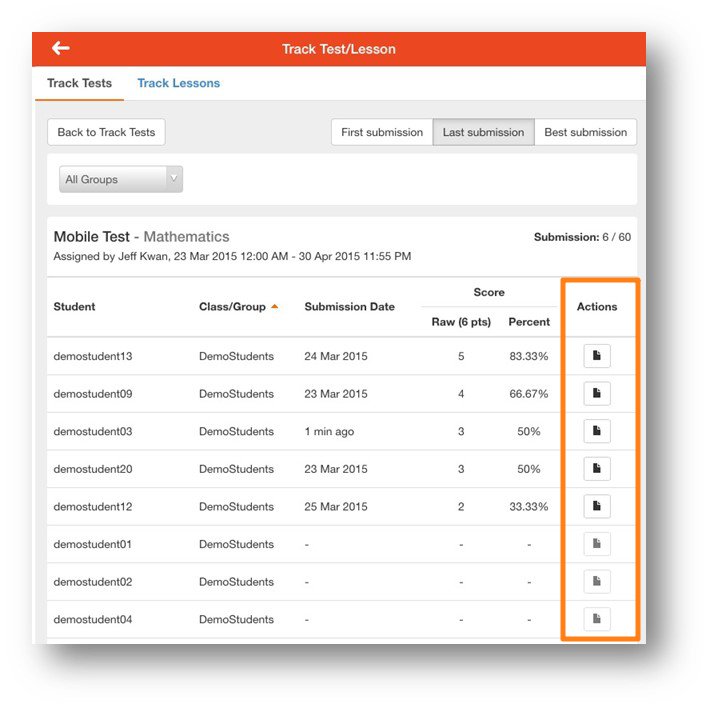 Track Test/Lesson
Track Tests Track Lessons
Back to Track Tests First submission Last submission Best submission
All Groups
Mobile Test - Mathematics Submission: 6 / 60
Assigned by Jeff Kwan, 23 Mar 2015 12:00 AM - 30 Apr 2015 11:55 PM
Score
Student Class/Group Submission Date Actions
Raw (6 pts) Percent
demostudent13 DemoStudents 24 Mar 2015 5 83.33%
demostudent09 DemoStudents 23 Mar 2015 4 66.67%
demostudent03 DemoStudents 1 min ago 3 50%
demostudent20 DemoStudents 23 Mar 2015 3 50%
demostudent12 DemoStudents 25 Mar 2015 2 33.33%
demostudent01 DemoStudents - - -
demostudent02 DemoStudents - - -
demostudent04 DemoStudents - - -